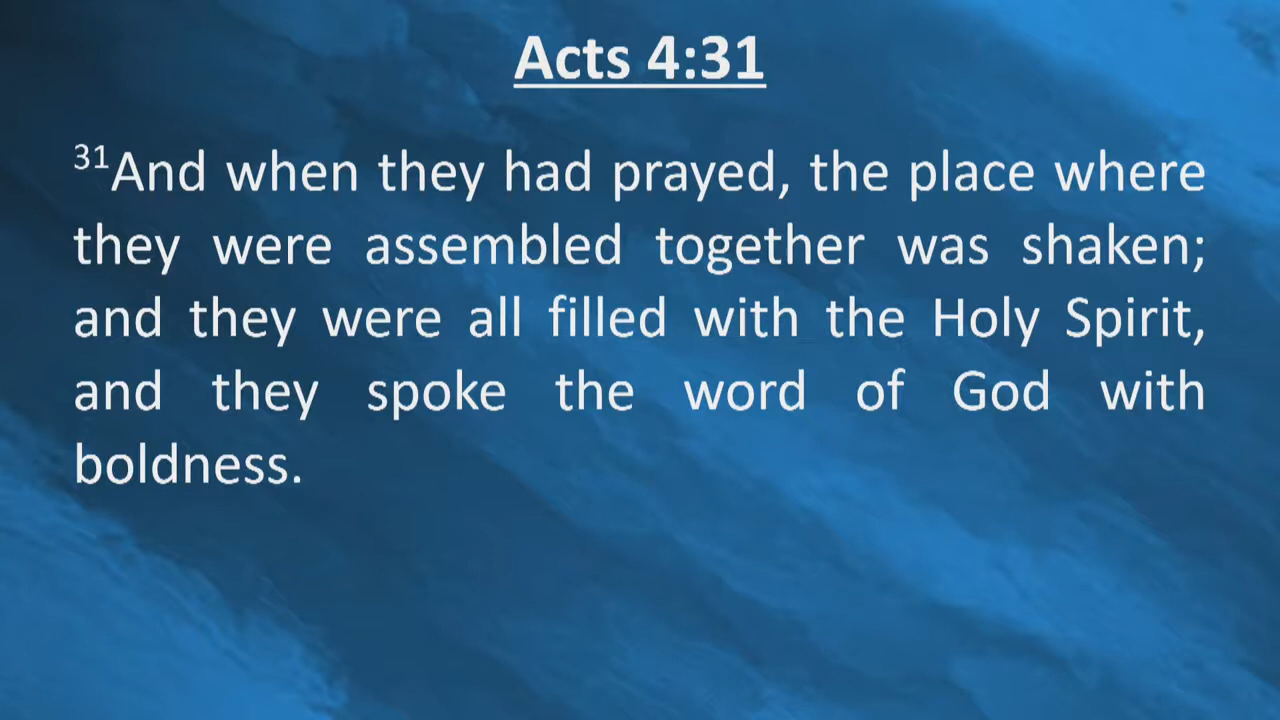 Acts 4:31
31And when they had prayed, the place where
they were assembled together was shaken;
and they were all filled with the Holy Spirit,
and they spoke the word of God with
boldness.